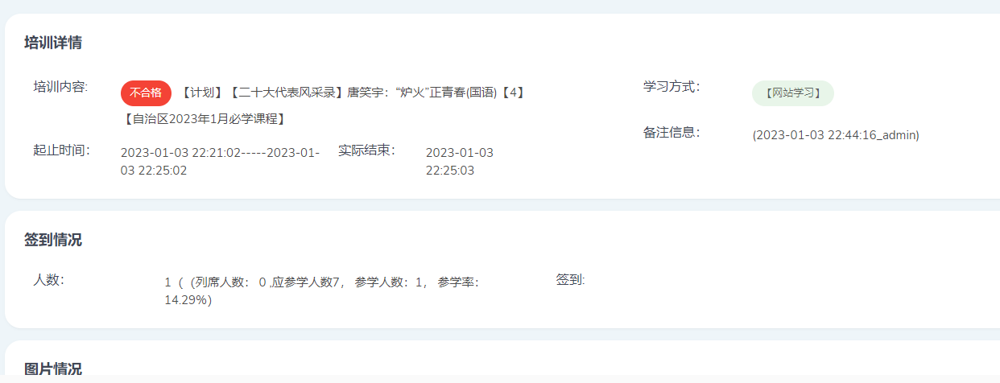 培训详情
培训内容:
不合格 【计划】【二十大代表风采录】唐笑宇：“炉火”正青春(国语)【4】
【自治区2023年1月必学课程】
学习方式：
【网站学习】
备注信息：
(2023-01-03 22:44:16_admin)
起止时间：
2023-01-03 22:21:02-----2023-01-
03 22:25:02
实际结束：
2023-01-03
22:25:03
签到情况
人数：
1（（列席人数： 0 ,应参学人数7， 参学人数：1， 参学率：
14.29%）
签到:
图片情况